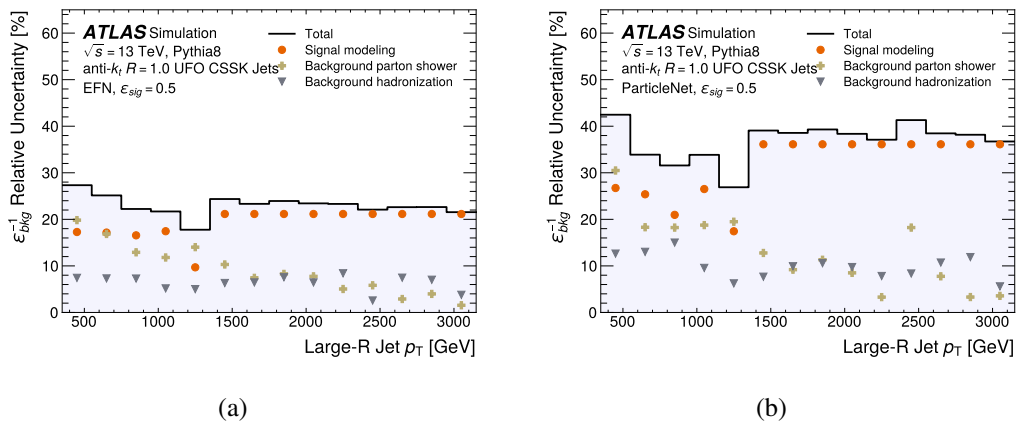 ATLAS Simulation
√s = 13 TeV, Pythia8
anti-kt R = 1.0 UFO CSSK Jets
EFN, εsig = 0.5
Total
Signal modeling
Background parton shower
Background hadronization
ε⁻¹bkg Relative Uncertainty [%]
60
50
40
30
20
10
0
500 1000 1500 2000 2500 3000
Large-R Jet pT [GeV]
(a)
ATLAS Simulation
√s = 13 TeV, Pythia8
anti-kt R = 1.0 UFO CSSK Jets
ParticleNet, εsig = 0.5
Total
Signal modeling
Background parton shower
Background hadronization
ε⁻¹bkg Relative Uncertainty [%]
60
50
40
30
20
10
0
500 1000 1500 2000 2500 3000
Large-R Jet pT [GeV]
(b)